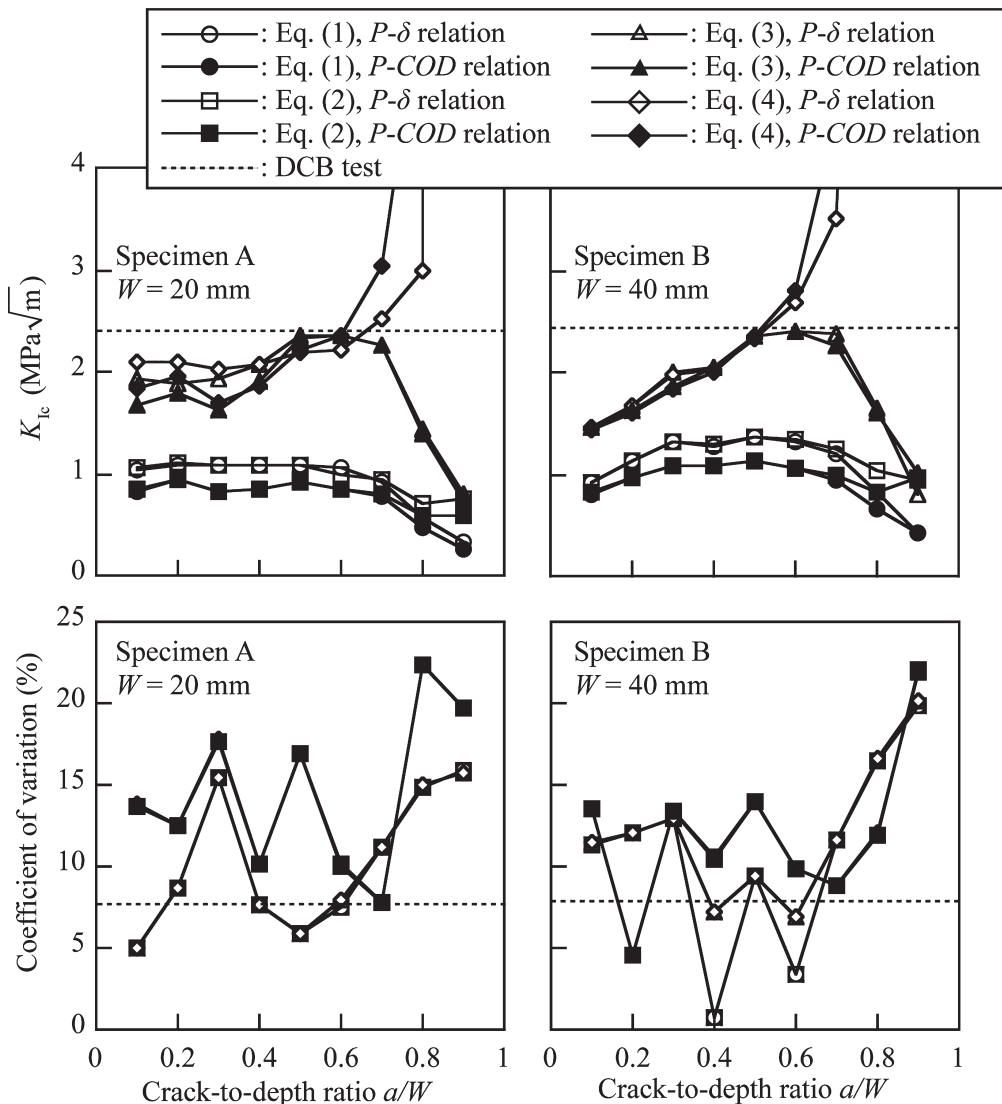 : Eq. (1), P-δ relation
: Eq. (1), P-COD relation
: Eq. (2), P-δ relation
: Eq. (2), P-COD relation
: DCB test
: Eq. (3), P-δ relation
: Eq. (3), P-COD relation
: Eq. (4), P-δ relation
: Eq. (4), P-COD relation
4
3
2
1
0
K_Ic (MPa√m)
Specimen A
W = 20 mm
Specimen B
W = 40 mm
25
20
15
10
5
0
Coefficient of variation (%)
Specimen A
W = 20 mm
Specimen B
W = 40 mm
0 0.2 0.4 0.6 0.8 1
Crack-to-depth ratio a/W
0 0.2 0.4 0.6 0.8 1
Crack-to-depth ratio a/W